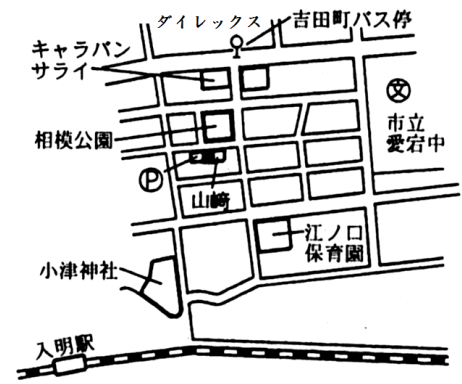 ダイレックス
吉田町バス停
キャラバン
サライ
文
市立
愛宕中
相模公園
P
山﨑
江ノ口
保育園
小津神社
入明駅